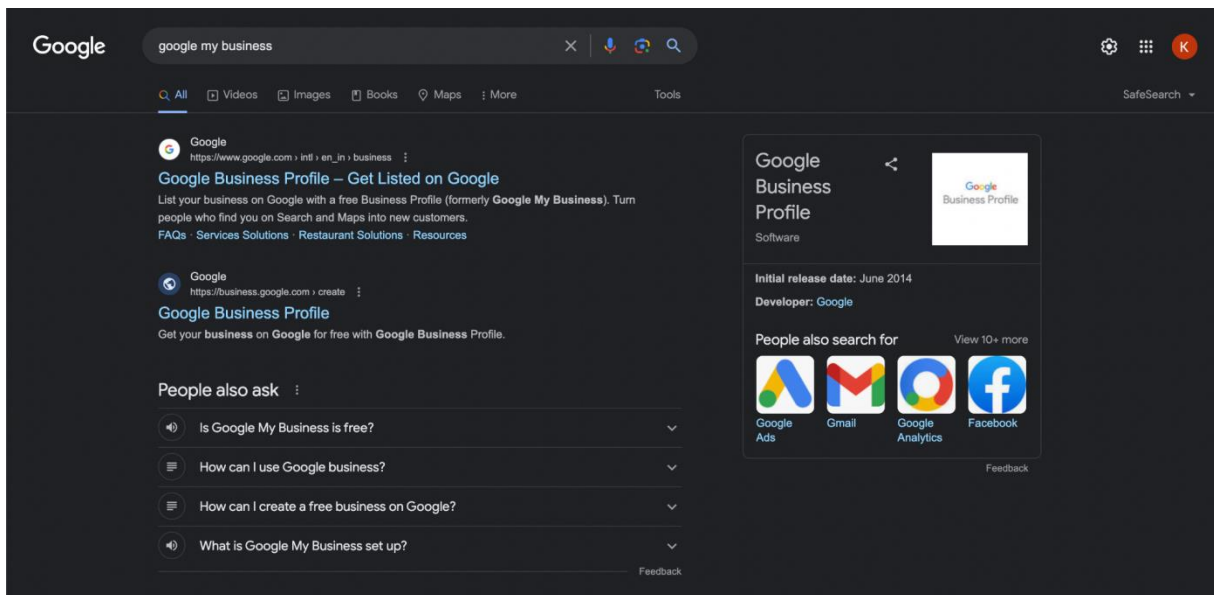 Google
google my business
K
All
Videos
Images
Books
Maps
More
Tools
SafeSearch
Google
https://www.google.com › intl › en_in › business
Google Business Profile – Get Listed on Google
List your business on Google with a free Business Profile (formerly Google My Business). Turn
people who find you on Search and Maps into new customers.
FAQs · Services Solutions · Restaurant Solutions · Resources
Google
https://business.google.com › create
Google Business Profile
Get your business on Google for free with Google Business Profile.
People also ask
Is Google My Business is free?
How can I use Google business?
How can I create a free business on Google?
What is Google My Business set up?
Feedback
Google
Business
Profile
Software
Google
Business Profile
Initial release date: June 2014
Developer: Google
People also search for
View 10+ more
Google
Ads
Gmail
Google
Analytics
Facebook
Feedback